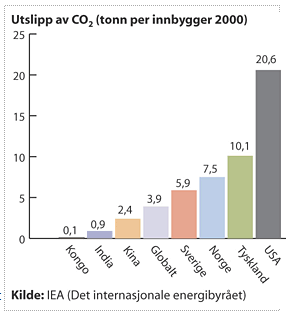 Utslipp av CO₂ (tonn per innbygger 2000)
25
20
15
10
5
0
0,1
0,9
2,4
3,9
5,9
7,5
10,1
20,6
Kongo
India
Kina
Globalt
Sverige
Norge
Tyskland
USA
Kilde: IEA (Det internasjonale energibyrået)